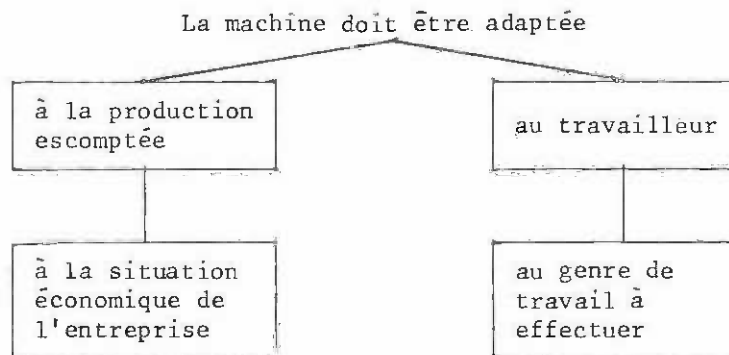 La machine doit être adaptée
à la production
escomptée
au travailleur
à la situation
économique de
l'entreprise
au genre de
travail à
effectuer